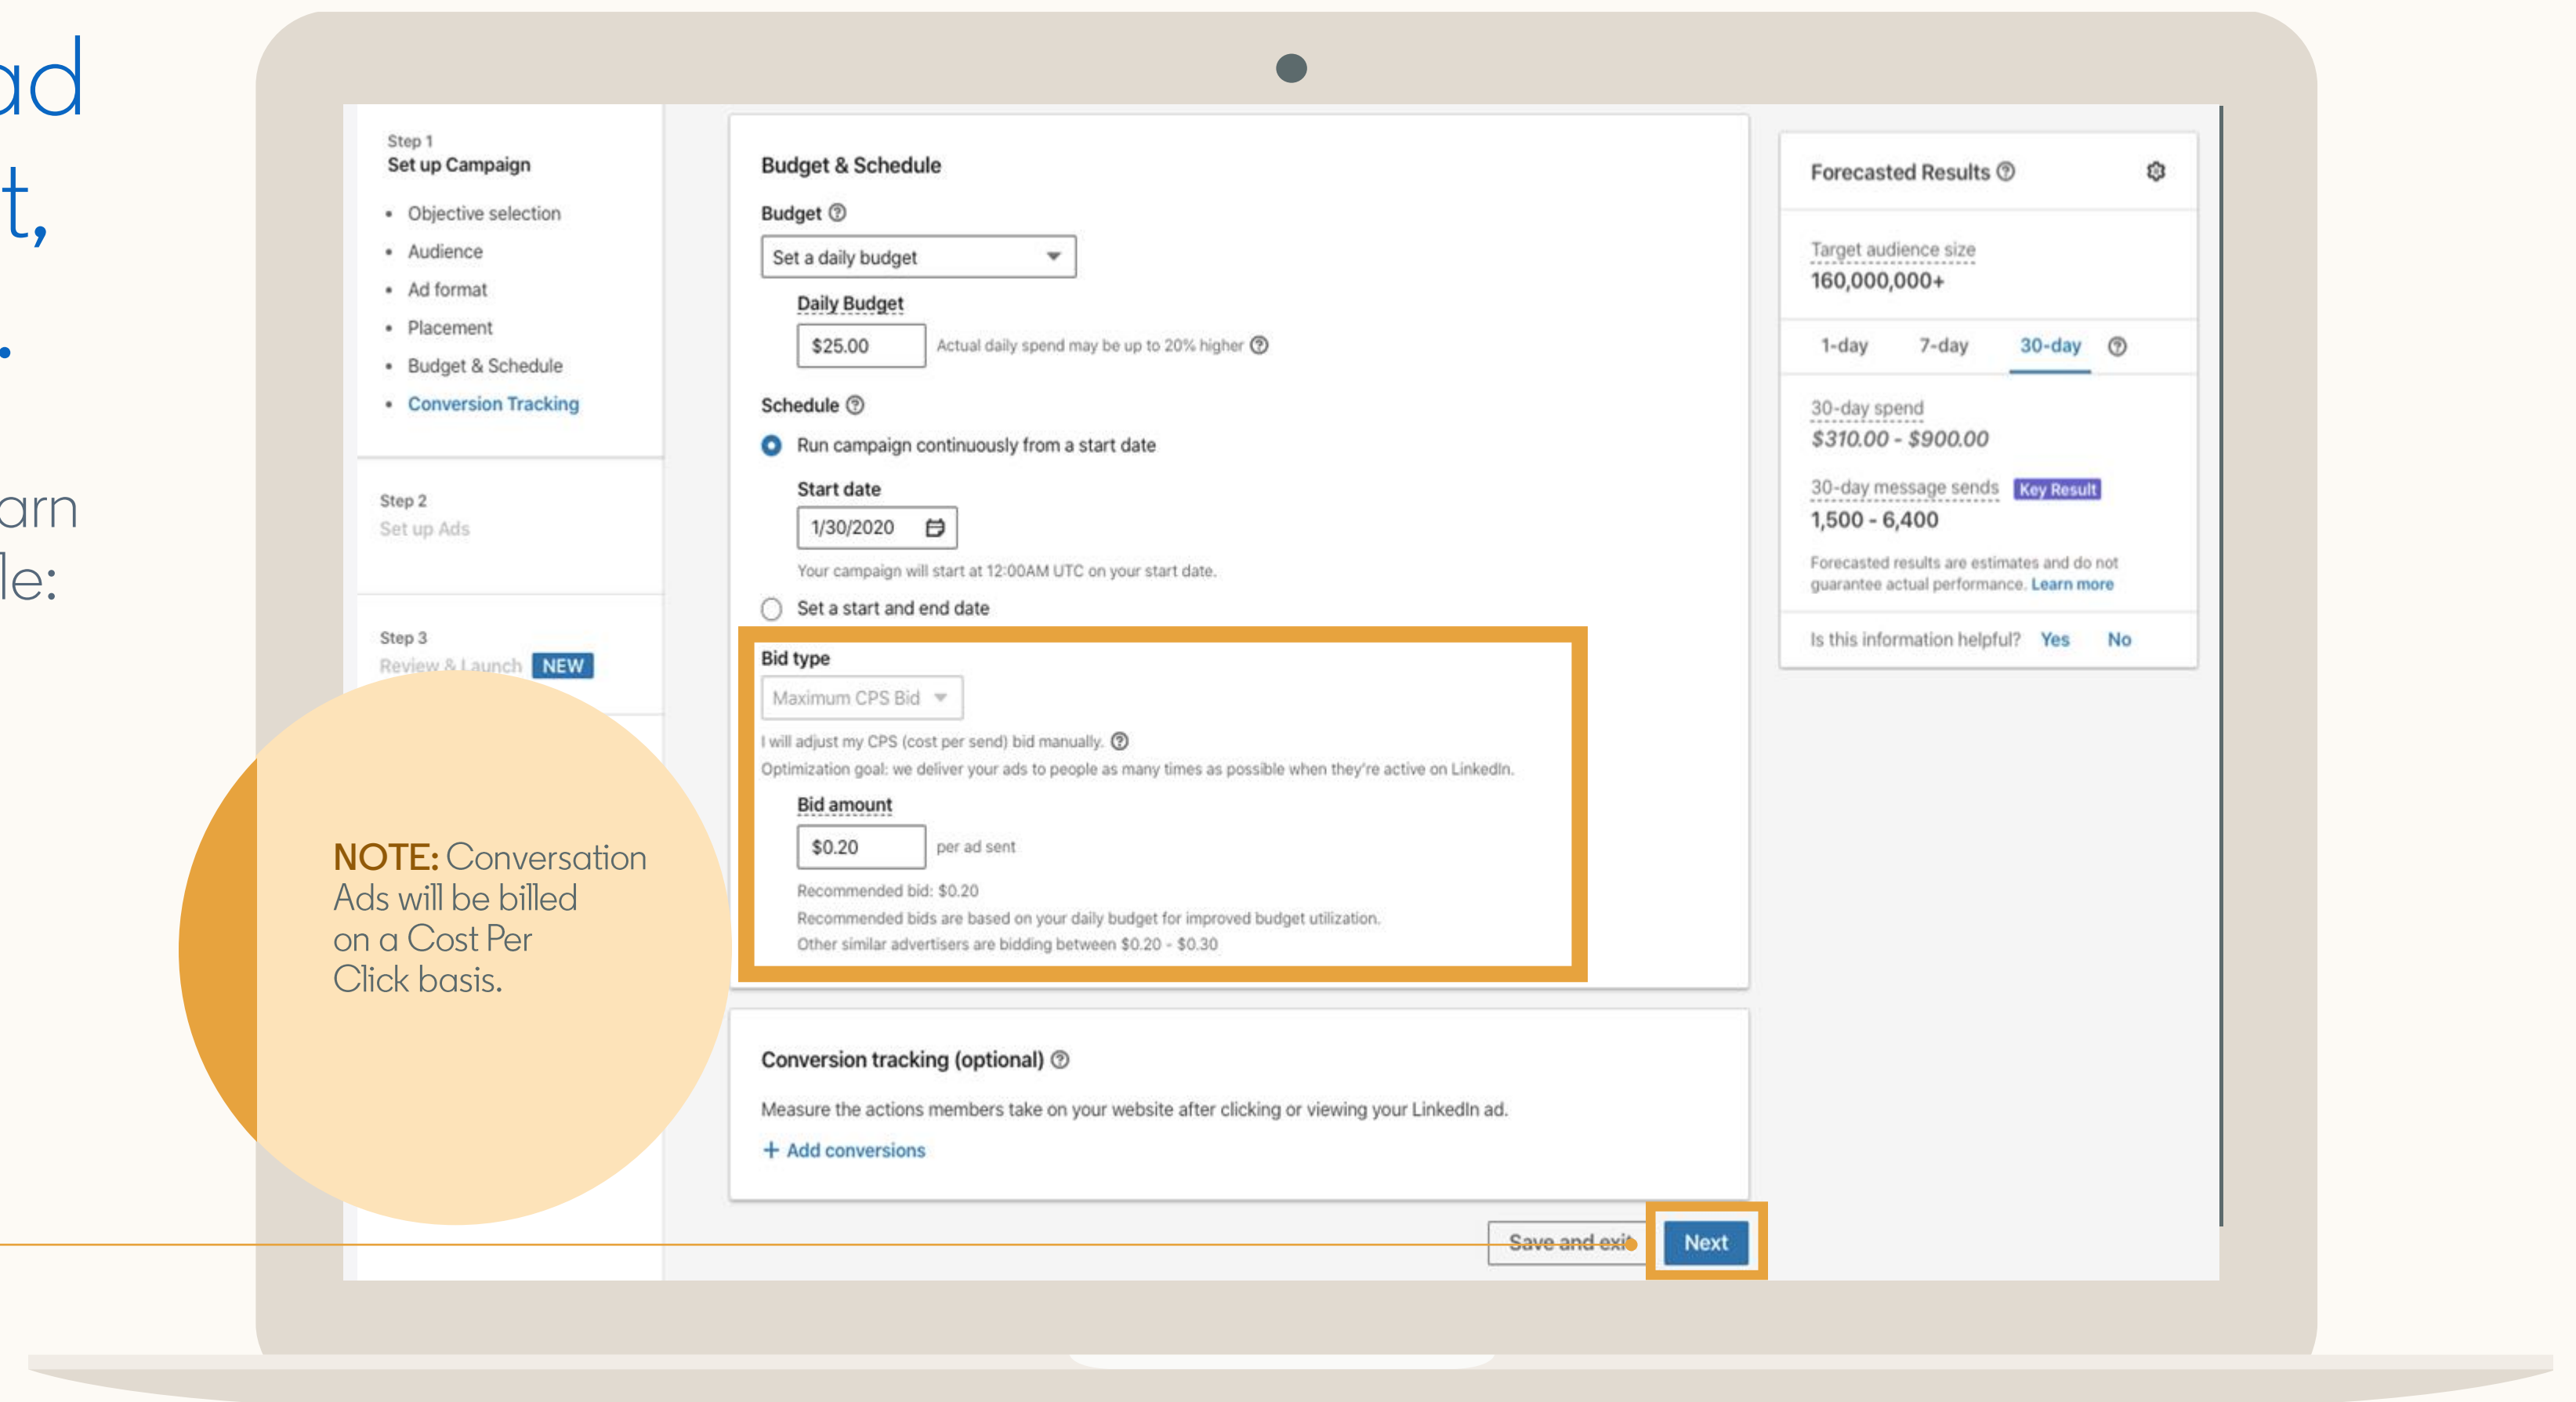 ad
t,
.
arn
le:
Step 1
Set up Campaign
• Objective selection
• Audience
• Ad format
• Placement
• Budget & Schedule
• Conversion Tracking
Step 2
Set up Ads
Step 3
Review & Launch NEW
NOTE: Conversation
Ads will be billed
on a Cost Per
Click basis.
Budget & Schedule
Budget
Set a daily budget
Daily Budget
$25.00 Actual daily spend may be up to 20% higher
Schedule
Run campaign continuously from a start date
Start date
1/30/2020
Your campaign will start at 12:00AM UTC on your start date.
Set a start and end date
Bid type
Maximum CPS Bid
I will adjust my CPS (cost per send) bid manually.
Optimization goal: we deliver your ads to people as many times as possible when they're active on LinkedIn.
Bid amount
$0.20 per ad sent
Recommended bid: $0.20
Recommended bids are based on your daily budget for improved budget utilization.
Other similar advertisers are bidding between $0.20 - $0.30
Conversion tracking (optional)
Measure the actions members take on your website after clicking or viewing your LinkedIn ad.
+ Add conversions
Save and exit Next
Forecasted Results
Target audience size
160,000,000+
1-day 7-day 30-day
30-day spend
$310.00 - $900.00
30-day message sends Key Result
1,500 - 6,400
Forecasted results are estimates and do not
guarantee actual performance. Learn more
Is this information helpful? Yes No